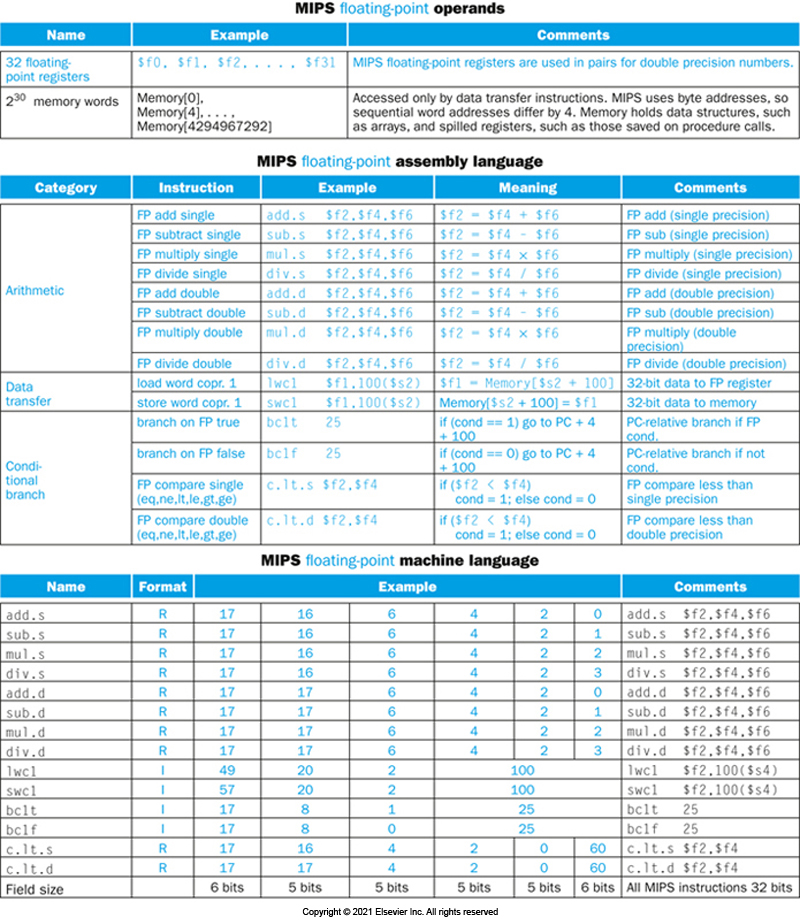 MIPS floating-point operands
Name Example Comments
32 floating- $f0, $f1, $f2, . . . , $f31 MIPS floating-point registers are used in pairs for double precision numbers.
point registers
2^30 memory words Memory[0], Accessed only by data transfer instructions. MIPS uses byte addresses, so
Memory[4], . . . , sequential word addresses differ by 4. Memory holds data structures, such
Memory[4294967292] as arrays, and spilled registers, such as those saved on procedure calls.
MIPS floating-point assembly language
Category Instruction Example Meaning Comments
Arithmetic
FP add single add.s $f2,$f4,$f6 $f2 = $f4 + $f6 FP add (single precision)
FP subtract single sub.s $f2,$f4,$f6 $f2 = $f4 - $f6 FP sub (single precision)
FP multiply single mul.s $f2,$f4,$f6 $f2 = $f4 × $f6 FP multiply (single precision)
FP divide single div.s $f2,$f4,$f6 $f2 = $f4 / $f6 FP divide (single precision)
FP add double add.d $f2,$f4,$f6 $f2 = $f4 + $f6 FP add (double precision)
FP subtract double sub.d $f2,$f4,$f6 $f2 = $f4 - $f6 FP sub (double precision)
FP multiply double mul.d $f2,$f4,$f6 $f2 = $f4 × $f6 FP multiply (double
precision)
FP divide double div.d $f2,$f4,$f6 $f2 = $f4 / $f6 FP divide (double precision)
Data
transfer
load word copr. 1 lwc1 $f1,100($s2) $f1 = Memory[$s2 + 100] 32-bit data to FP register
store word copr. 1 swc1 $f1,100($s2) Memory[$s2 + 100] = $f1 32-bit data to memory
Condi-
tional
branch
branch on FP true bclt 25 if (cond == 1) go to PC + 4 PC-relative branch if FP
+ 100 cond.
branch on FP false bclf 25 if (cond == 0) go to PC + 4 PC-relative branch if not
+ 100 cond.
FP compare single c.lt.s $f2,$f4 if ($f2 < $f4) FP compare less than
(eq,ne,lt,le,gt,ge) cond = 1; else cond = 0 single precision
FP compare double c.lt.d $f2,$f4 if ($f2 < $f4) FP compare less than
(eq,ne,lt,le,gt,ge) cond = 1; else cond = 0 double precision
MIPS floating-point machine language
Name Format Example Comments
add.s R 17 16 6 4 2 0 add.s $f2,$f4,$f6
sub.s R 17 16 6 4 2 1 sub.s $f2,$f4,$f6
mul.s R 17 16 6 4 2 2 mul.s $f2,$f4,$f6
div.s R 17 16 6 4 2 3 div.s $f2,$f4,$f6
add.d R 17 17 6 4 2 0 add.d $f2,$f4,$f6
sub.d R 17 17 6 4 2 1 sub.d $f2,$f4,$f6
mul.d R 17 17 6 4 2 2 mul.d $f2,$f4,$f6
div.d R 17 17 6 4 2 3 div.d $f2,$f4,$f6
lwc1 I 49 20 2 100 lwc1 $f2,100($s4)
swc1 I 57 20 2 100 swc1 $f2,100($s4)
bclt I 17 8 1 25 bclt 25
bclf I 17 8 0 25 bclf 25
c.lt.s R 17 16 4 2 0 60 c.lt.s $f2,$f4
c.lt.d R 17 17 4 2 0 60 c.lt.d $f2,$f4
Field size 6 bits 5 bits 5 bits 5 bits 5 bits 6 bits All MIPS instructions 32 bits
Copyright © 2021 Elsevier Inc. All rights reserved